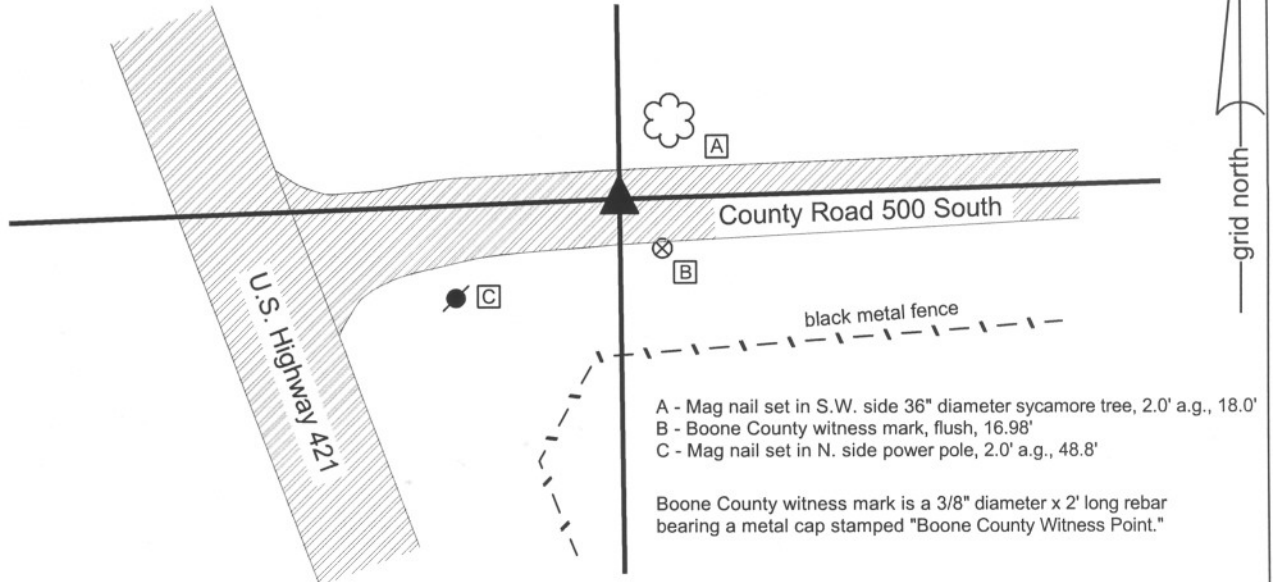 A
grid north
County Road 500 South
B
C
U.S. Highway 421
black metal fence
A - Mag nail set in S.W. side 36" diameter sycamore tree, 2.0' a.g., 18.0'
B - Boone County witness mark, flush, 16.98'
C - Mag nail set in N. side power pole, 2.0' a.g., 48.8'
Boone County witness mark is a 3/8" diameter x 2' long rebar
bearing a metal cap stamped "Boone County Witness Point."